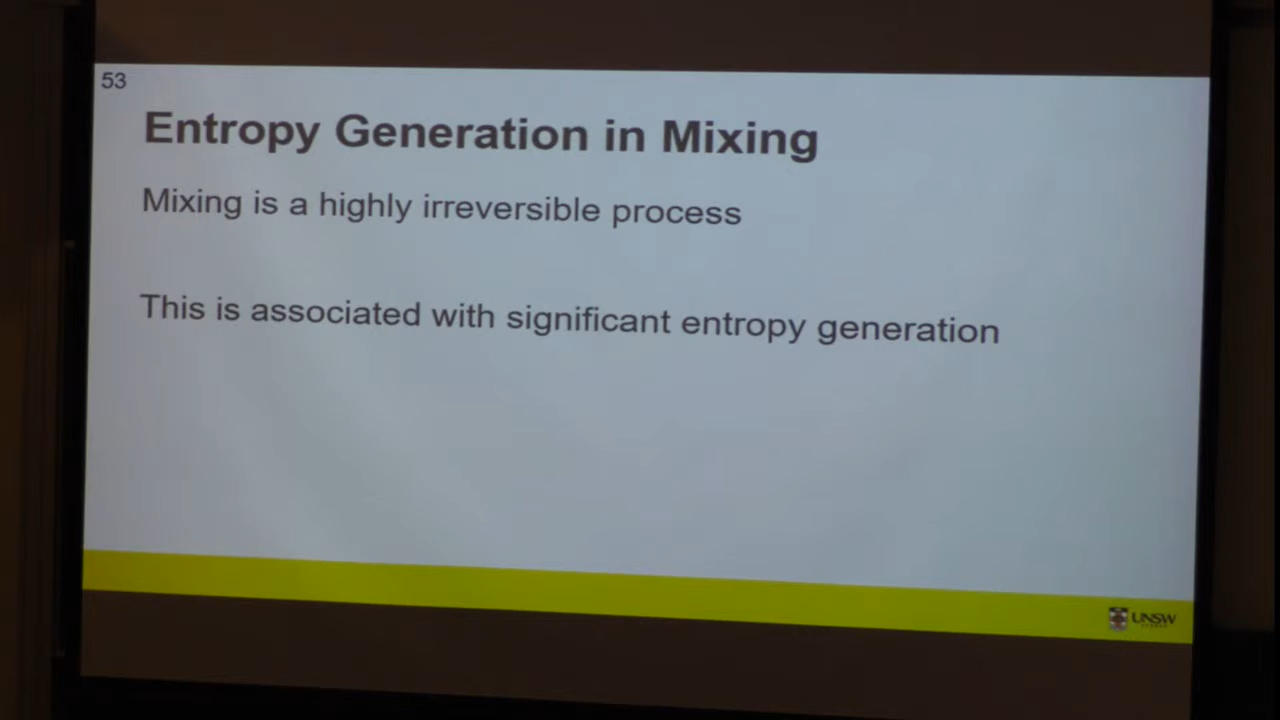 53
Entropy Generation in Mixing
Mixing is a highly irreversible process
This is associated with significant entropy generation
UNSW